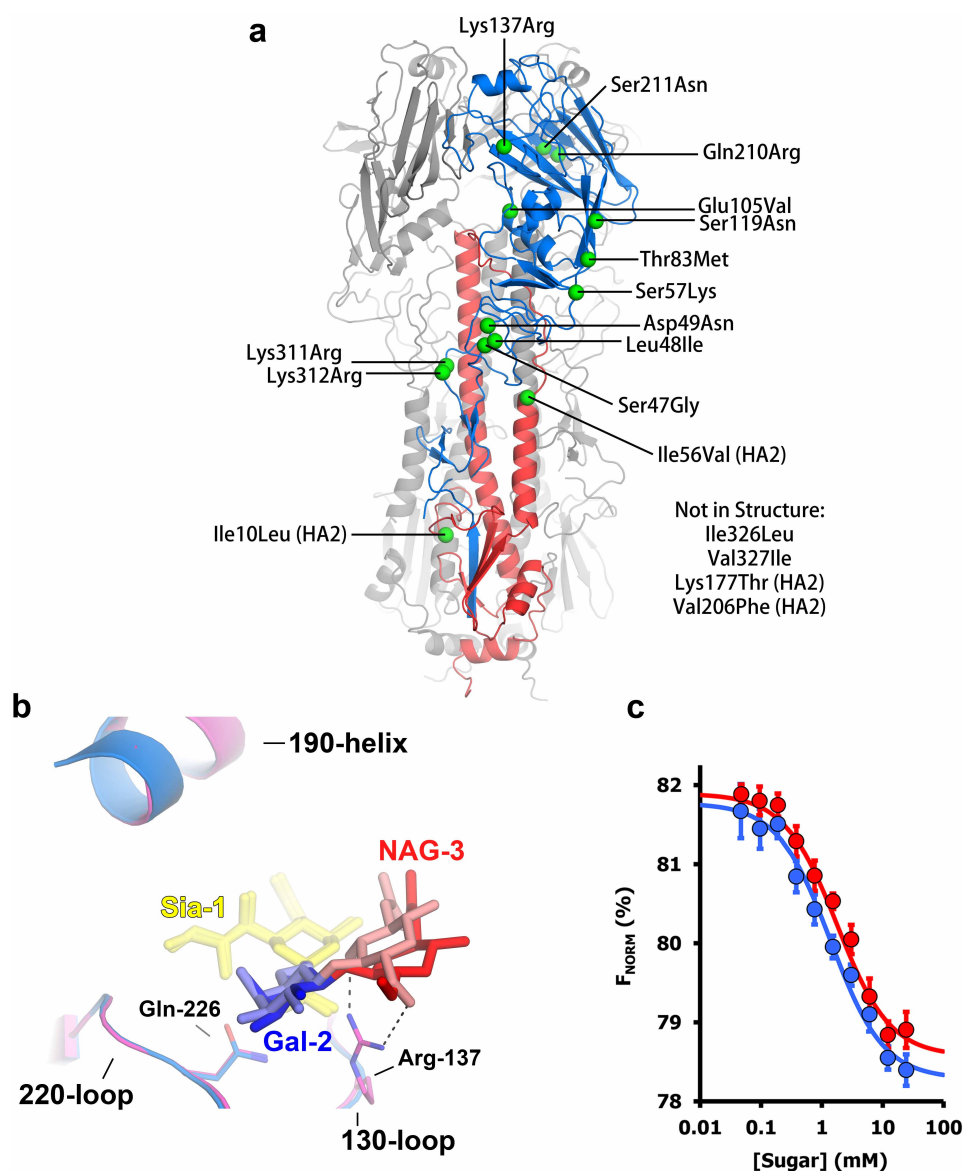 a
Lys137Arg
Ser211Asn
Gln210Arg
Glu105Val
Ser119Asn
Thr83Met
Ser57Lys
Asp49Asn
Leu48Ile
Lys311Arg
Lys312Arg
Ser47Gly
Ile56Val (HA2)
Ile10Leu (HA2)
Not in Structure:
Ile326Leu
Val327Ile
Lys177Thr (HA2)
Val206Phe (HA2)
b
190-helix
NAG-3
Sia-1
Gln-226
Gal-2
Arg-137
220-loop
130-loop
c
82
81
80
79
78
F_NORM (%)
0.01 0.1 1 10 100
[Sugar] (mM)